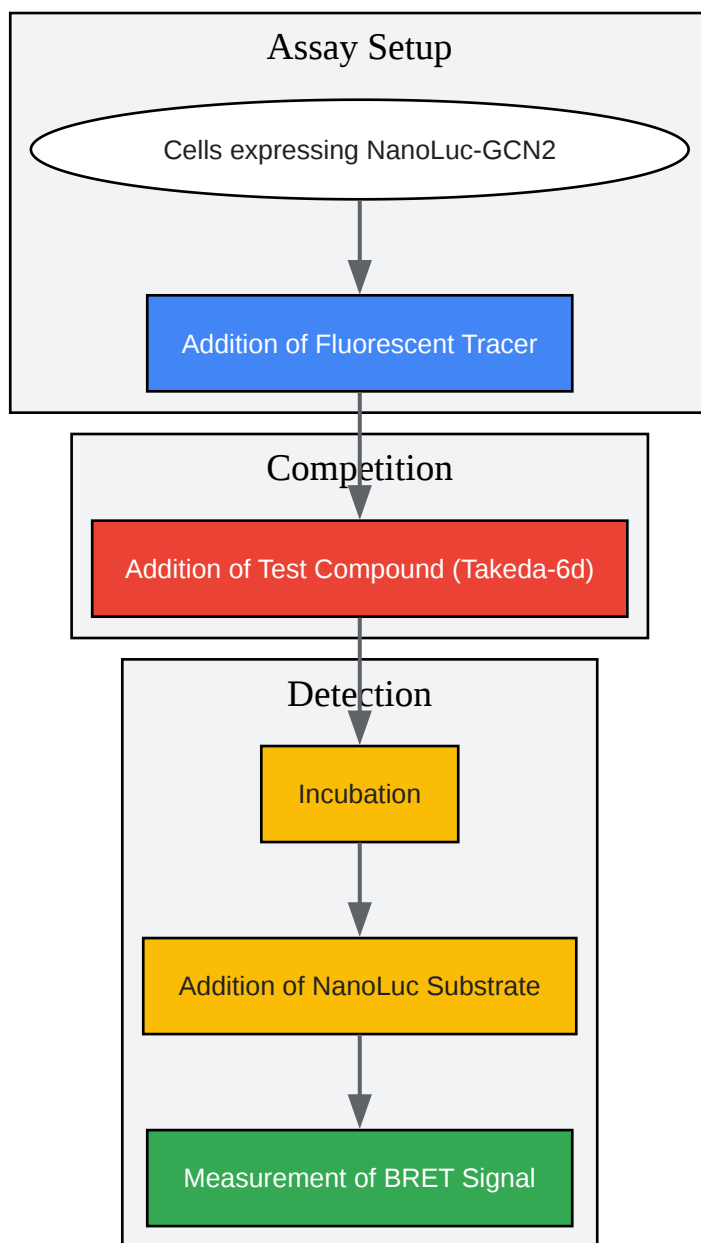 Assay Setup
Cells expressing NanoLuc-GCN2
Addition of Fluorescent Tracer
Competition
Addition of Test Compound (Takeda-6d)
Detection
Incubation
Addition of NanoLuc Substrate
Measurement of BRET Signal